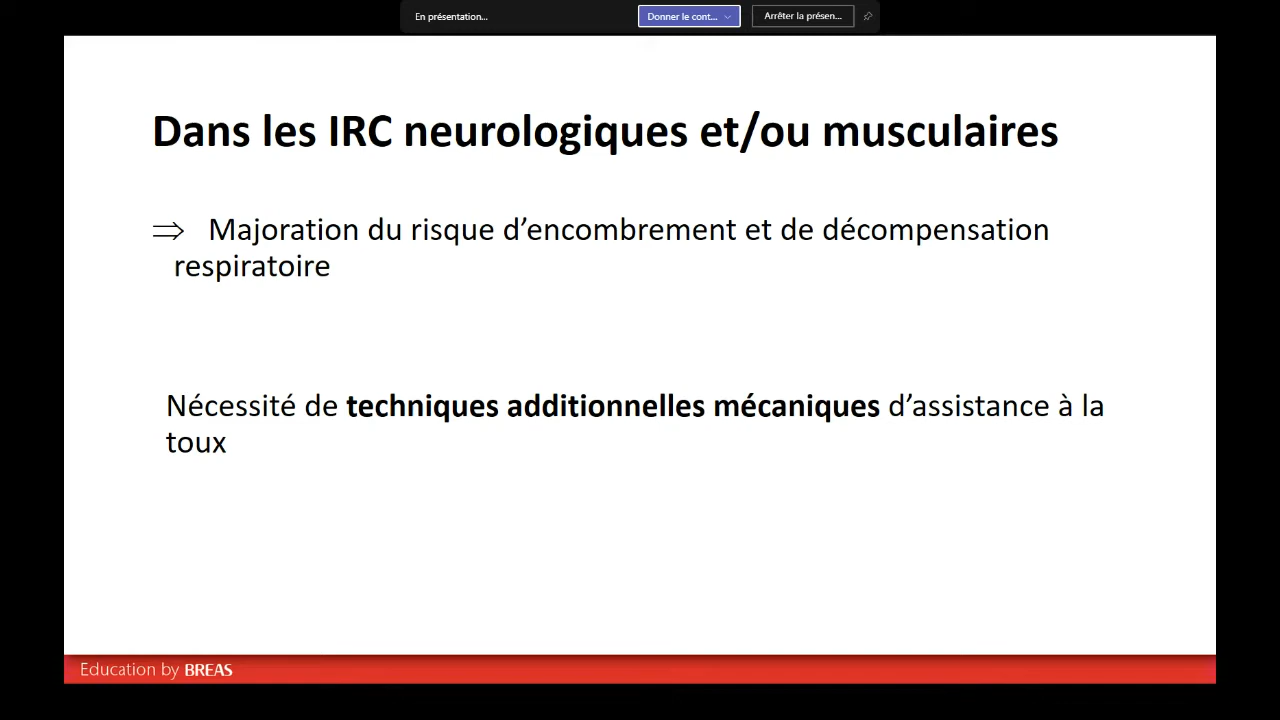 En présentation...
Donner le cont...
Arrêter la présen...
Dans les IRC neurologiques et/ou musculaires
⇒ Majoration du risque d’encombrement et de décompensation
respiratoire
Nécessité de techniques additionnelles mécaniques d’assistance à la
toux
Education by BREAS